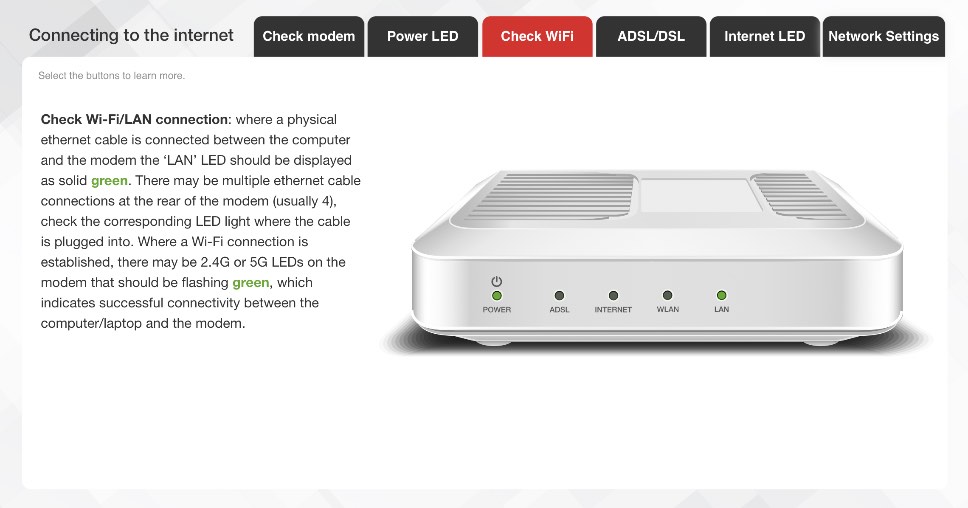 Connecting to the internet
Check modem
Power LED
Check WiFi
ADSL/DSL
Internet LED
Network Settings
Select the buttons to learn more.
Check Wi-Fi/LAN connection: where a physical
ethernet cable is connected between the computer
and the modem the ‘LAN’ LED should be displayed
as solid green. There may be multiple ethernet cable
connections at the rear of the modem (usually 4),
check the corresponding LED light where the cable
is plugged into. Where a Wi-Fi connection is
established, there may be 2.4G or 5G LEDs on the
modem that should be flashing green, which
indicates successful connectivity between the
computer/laptop and the modem.
POWER
ADSL
INTERNET
WLAN
LAN